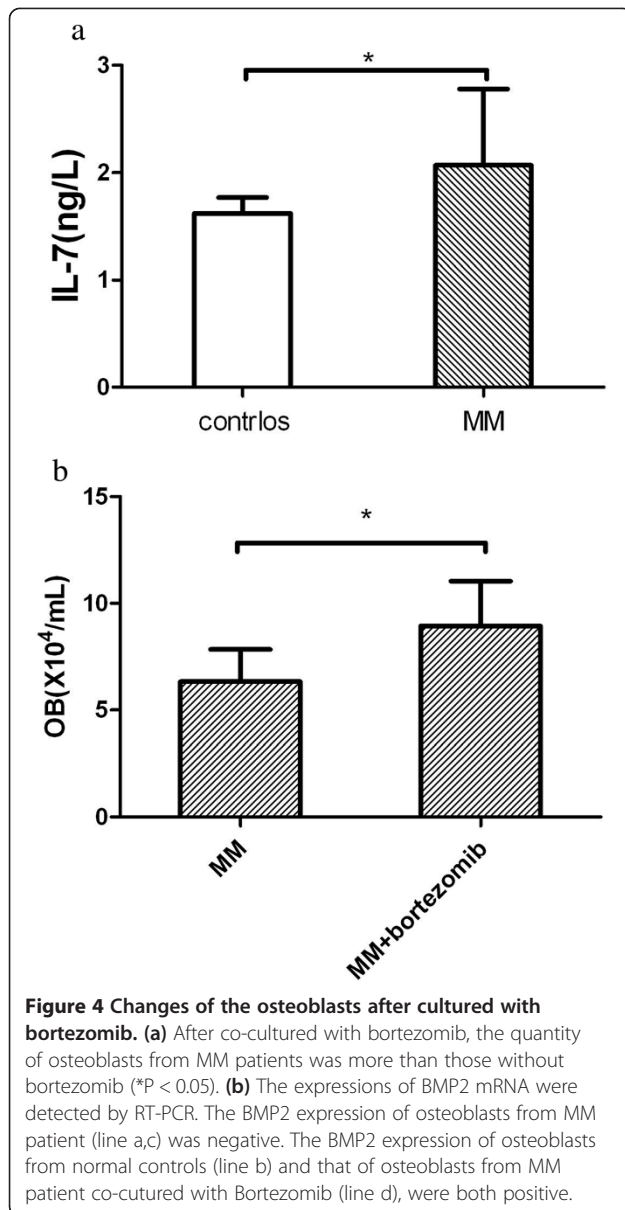 a
*
3
2
1
0
IL-7(ng/L)
contrlos
MM
b
*
15
10
5
0
OB(X10⁴/mL)
MM
MM+bortezomib
Figure 4 Changes of the osteoblasts after cultured with
bortezomib. (a) After co-cultured with bortezomib, the quantity
of osteoblasts from MM patients was more than those without
bortezomib (*P < 0.05). (b) The expressions of BMP2 mRNA were
detected by RT-PCR. The BMP2 expression of osteoblasts from MM
patient (line a,c) was negative. The BMP2 expression of osteoblasts
from normal controls (line b) and that of osteoblasts from MM
patient co-cutured with Bortezomib (line d), were both positive.